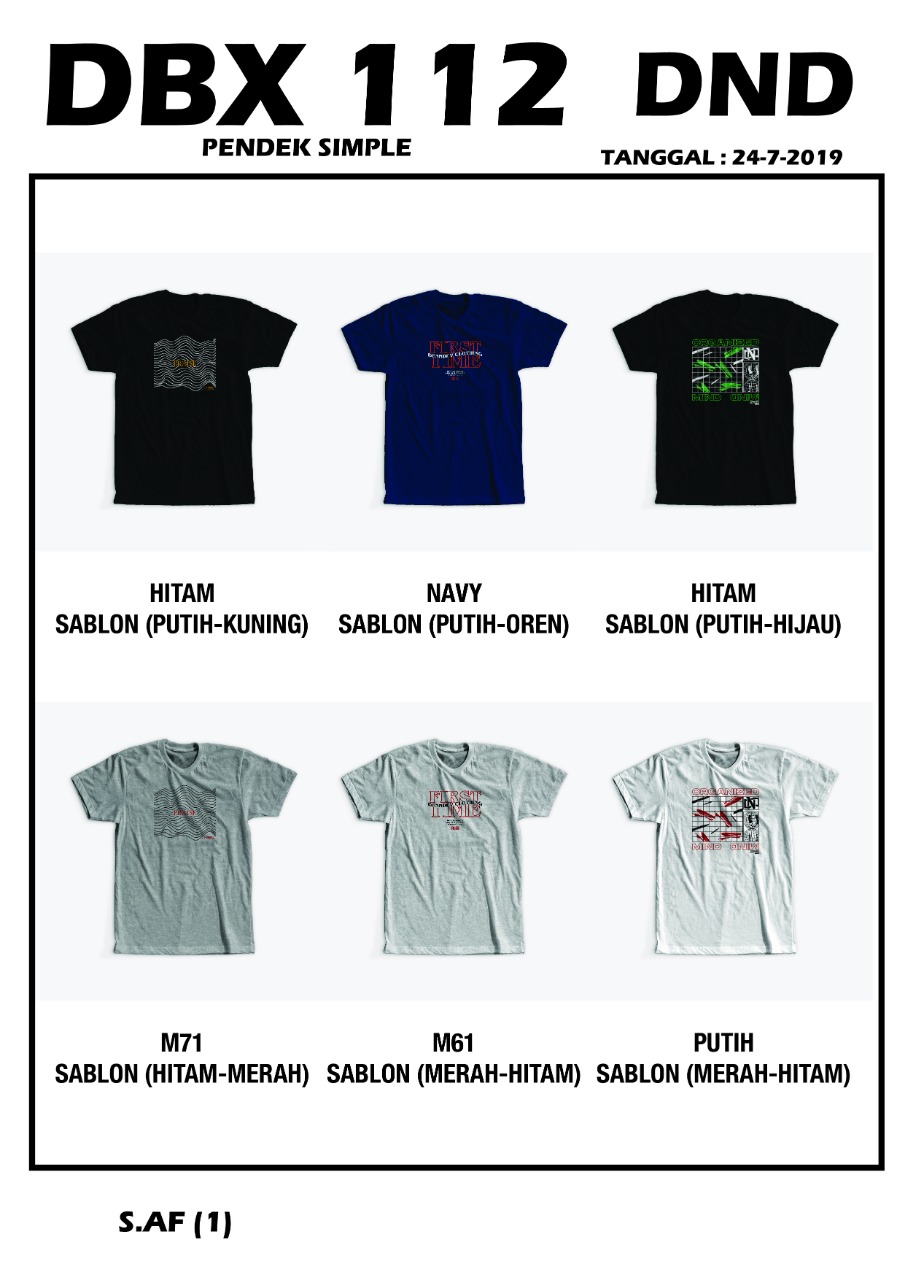 DBX 112 DND
PENDEK SIMPLE
TANGGAL : 24-7-2019
FIRST
TIME
ORGANISED
MIND
HITAM
SABLON (PUTIH-KUNING)
NAVY
SABLON (PUTIH-OREN)
HITAM
SABLON (PUTIH-HIJAU)
FIRST
TIME
ORGANISED
MIND
M71
SABLON (HITAM-MERAH)
M61
SABLON (MERAH-HITAM)
PUTIH
SABLON (MERAH-HITAM)
S.AF (1)